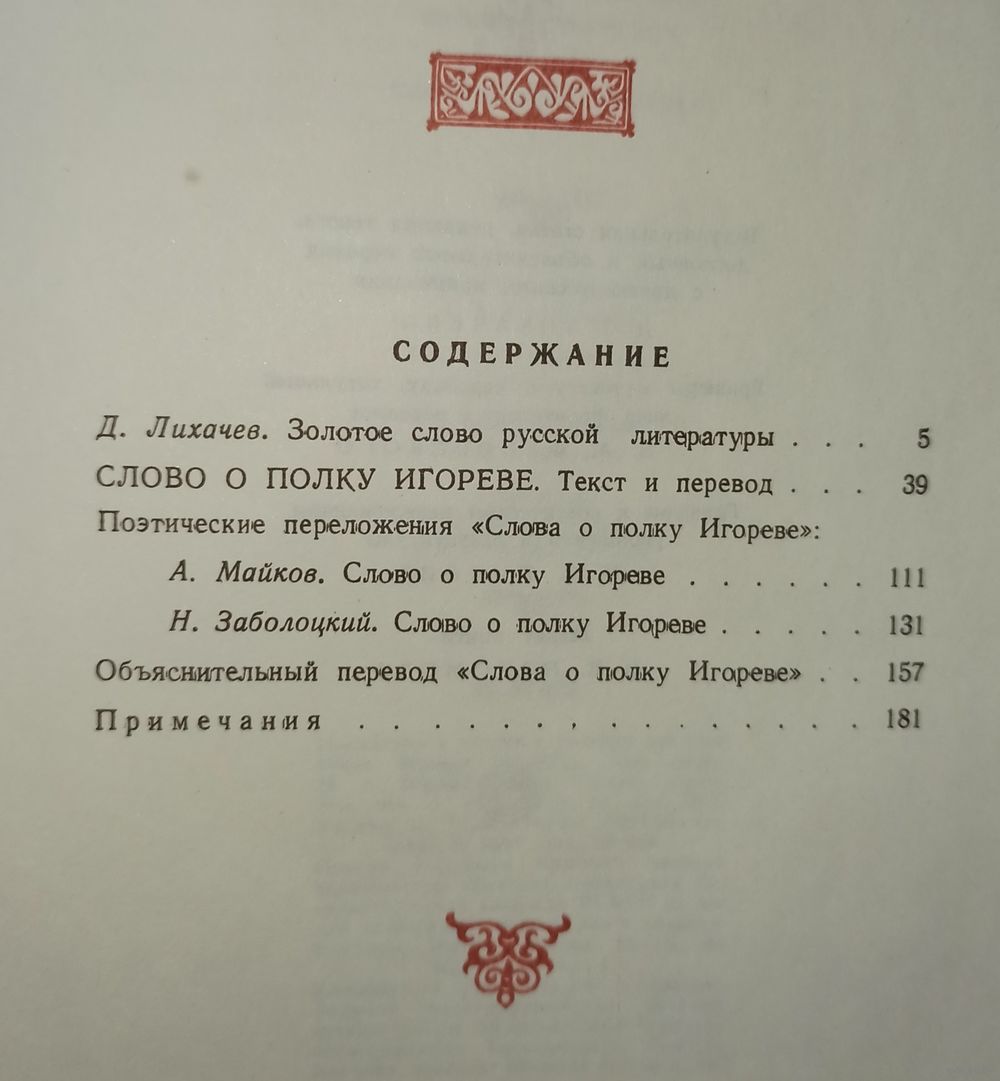 СОДЕРЖАНИЕ
Д. Лихачев. Золотое слово русской литературы . . . 5
СЛОВО О ПОЛКУ ИГОРЕВЕ. Текст и перевод . . . 39
Поэтические переложения «Слова о полку Игореве»:
А. Майков. Слово о полку Игореве . . . . . . 111
Н. Заболоцкий. Слово о полку Игореве . . . . . 131
Объяснительный перевод «Слова о полку Игореве» . . 157
Примечания . . . . . . . . . . . . . . 181